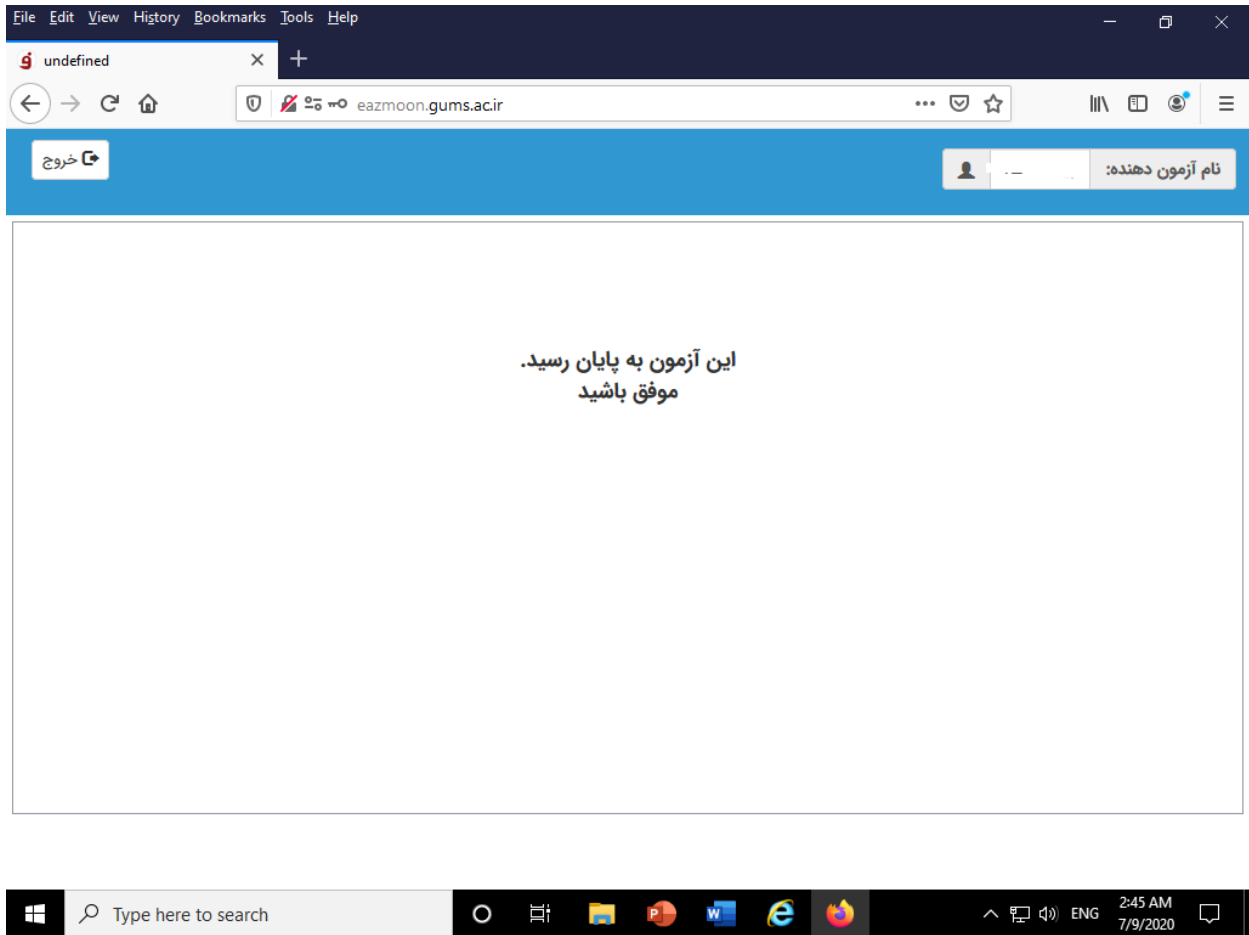 File Edit View History Bookmarks Tools Help
undefined
eazmoon.gums.ac.ir
خروج
نام آزمون دهنده:
این آزمون به پایان رسید.
موفق باشید
Type here to search
ENG
2:45 AM
7/9/2020